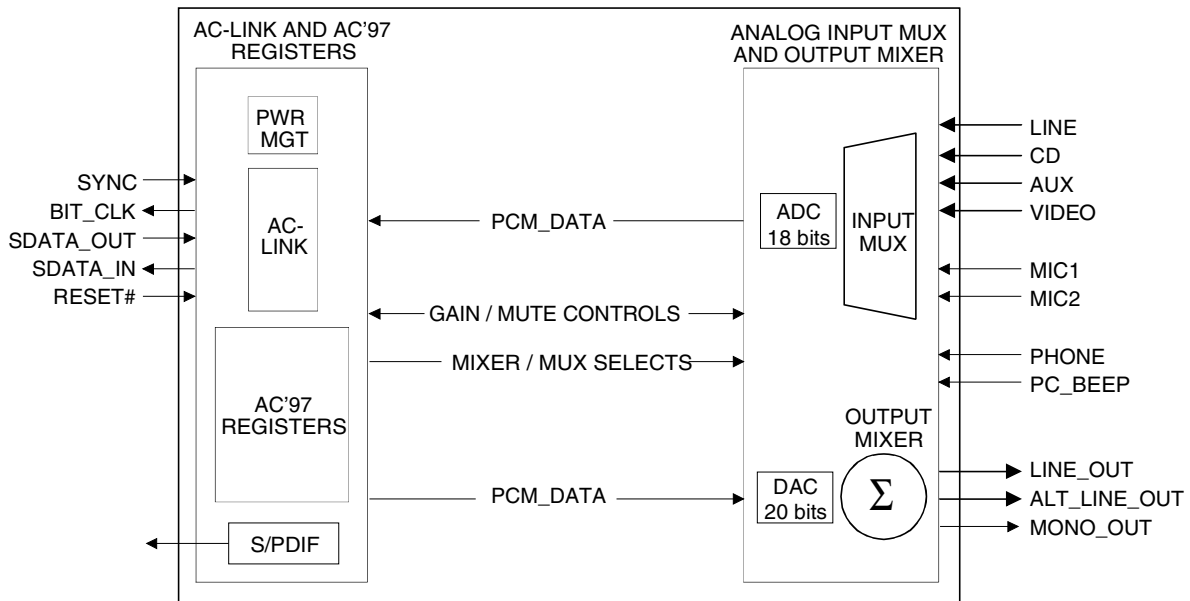 AC-LINK AND AC'97
REGISTERS
PWR
MGT
AC-
LINK
AC'97
REGISTERS
S/PDIF
SYNC
BIT_CLK
SDATA_OUT
SDATA_IN
RESET#
PCM_DATA
GAIN / MUTE CONTROLS
MIXER / MUX SELECTS
PCM_DATA
ANALOG INPUT MUX
AND OUTPUT MIXER
ADC
18 bits
INPUT
MUX
OUTPUT
MIXER
DAC
20 bits
Σ
LINE
CD
AUX
VIDEO
MIC1
MIC2
PHONE
PC_BEEP
LINE_OUT
ALT_LINE_OUT
MONO_OUT